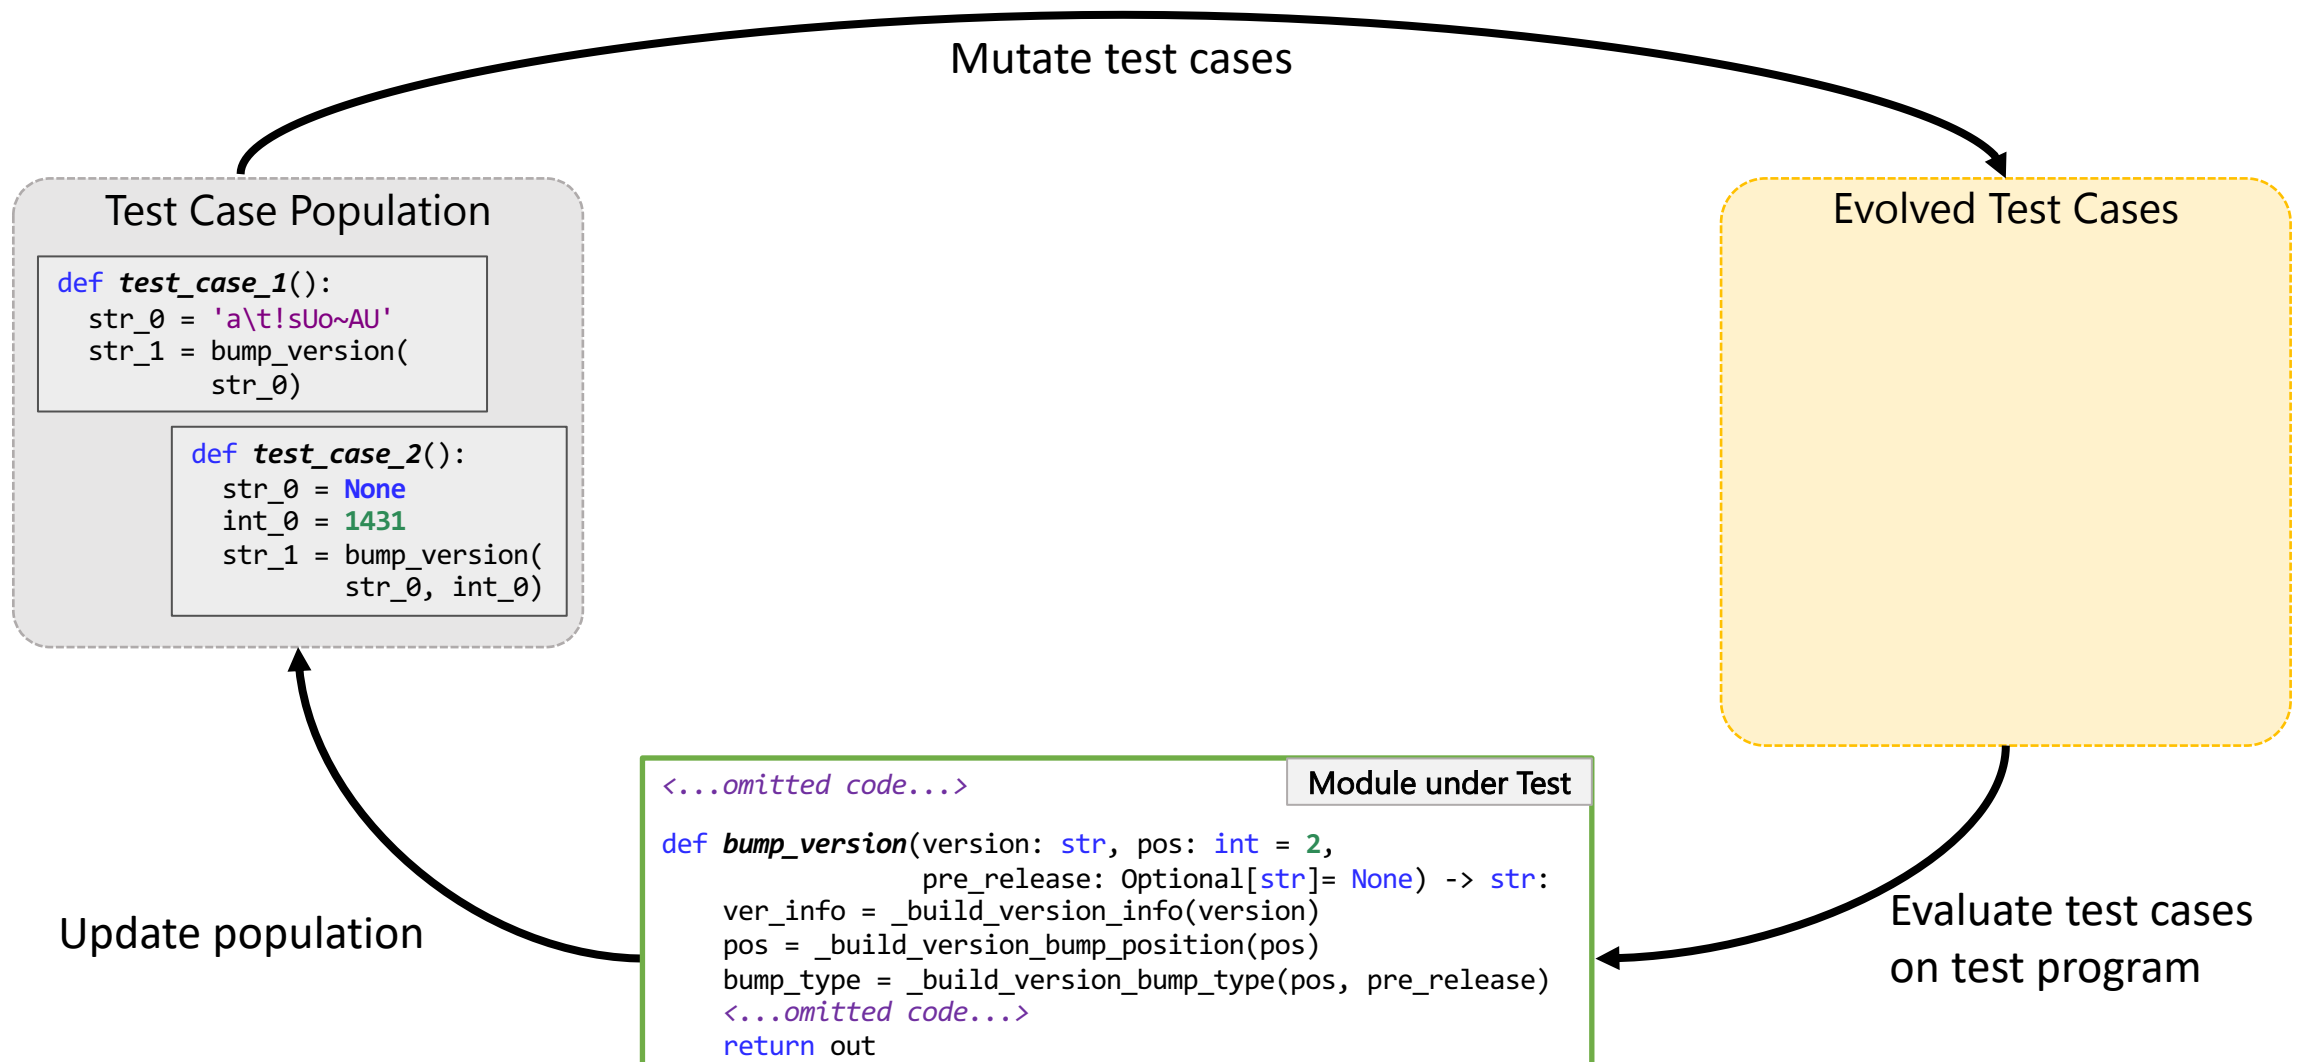 Mutate test cases
Test Case Population
def test_case_1():
  str_0 = 'a\t!sUo~AU'
  str_1 = bump_version(
          str_0)
def test_case_2():
  str_0 = None
  int_0 = 1431
  str_1 = bump_version(
          str_0, int_0)
Evolved Test Cases
Update population
<...omitted code...>
Module under Test
def bump_version(version: str, pos: int = 2,
                 pre_release: Optional[str]= None) -> str:
    ver_info = _build_version_info(version)
    pos = _build_version_bump_position(pos)
    bump_type = _build_version_bump_type(pos, pre_release)
    <...omitted code...>
    return out
Evaluate test cases
on test program